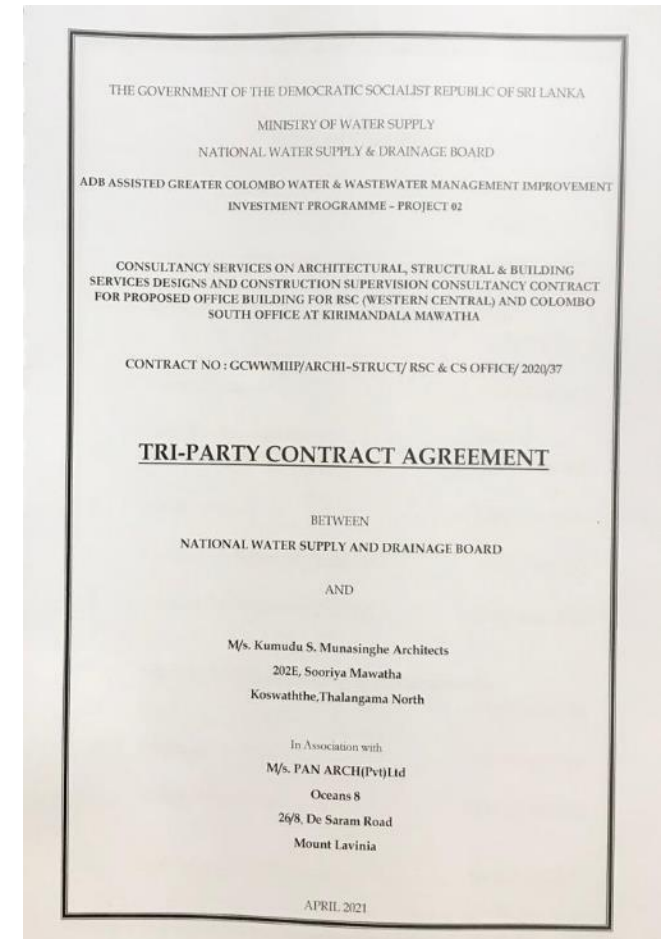 THE GOVERNMENT OF THE DEMOCRATIC SOCIALIST REPUBLIC OF SRI LANKA
MINISTRY OF WATER SUPPLY
NATIONAL WATER SUPPLY & DRAINAGE BOARD
ADB ASSISTED GREATER COLOMBO WATER & WASTEWATER MANAGEMENT IMPROVEMENT
INVESTMENT PROGRAMME – PROJECT 02
CONSULTANCY SERVICES ON ARCHITECTURAL, STRUCTURAL & BUILDING
SERVICES DESIGNS AND CONSTRUCTION SUPERVISION CONSULTANCY CONTRACT
FOR PROPOSED OFFICE BUILDING FOR RSC (WESTERN CENTRAL) AND COLOMBO
SOUTH OFFICE AT KIRIMANDALA MAWATHA
CONTRACT NO : GCWWMIIP/ARCHI-STRUCT/ RSC & CS OFFICE/ 2020/37
TRI-PARTY CONTRACT AGREEMENT
BETWEEN
NATIONAL WATER SUPPLY AND DRAINAGE BOARD
AND
M/s. Kumudu S. Munasinghe Architects
202E, Sooriya Mawatha
Koswaththe,Thalangama North
In Association with
M/s. PAN ARCH(Pvt)Ltd
Oceans 8
26/8, De Saram Road
Mount Lavinia
APRIL 2021